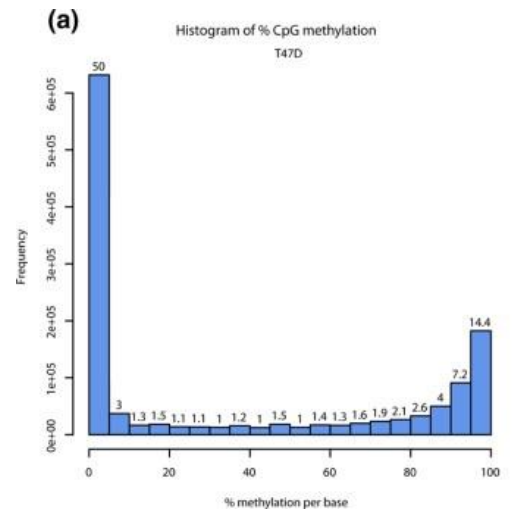 (a)
Histogram of % CpG methylation
T47D
Frequency
6e+05
5e+05
4e+05
3e+05
2e+05
1e+05
0e+00
50
3
1.3
1.5
1.1
1.1
1
1.2
1
1.5
1
1.4
1.3
1.6
1.9
2.1
2.6
4
7.2
14.4
0 20 40 60 80 100
% methylation per base